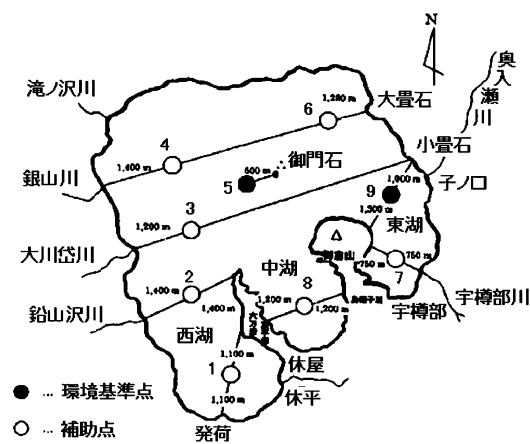 N
奥入瀬川
滝ノ沢川
大畳石
1,280 m
6
小畳石
4
御門石
1,400 m
500 m
銀山川
5
子ノ口
9
1,000 m
3
1,200 m
1,300 m
東湖
大川岱川
中湖
750 m
750 m
7
2
1,400 m
8
1,200 m
1,200 m
宇樽部
宇樽部川
鉛山沢川
1,400 m
西湖
1,100 m
1
休屋
1,100 m
休平
発荷
● … 環境基準点
○ … 補助点